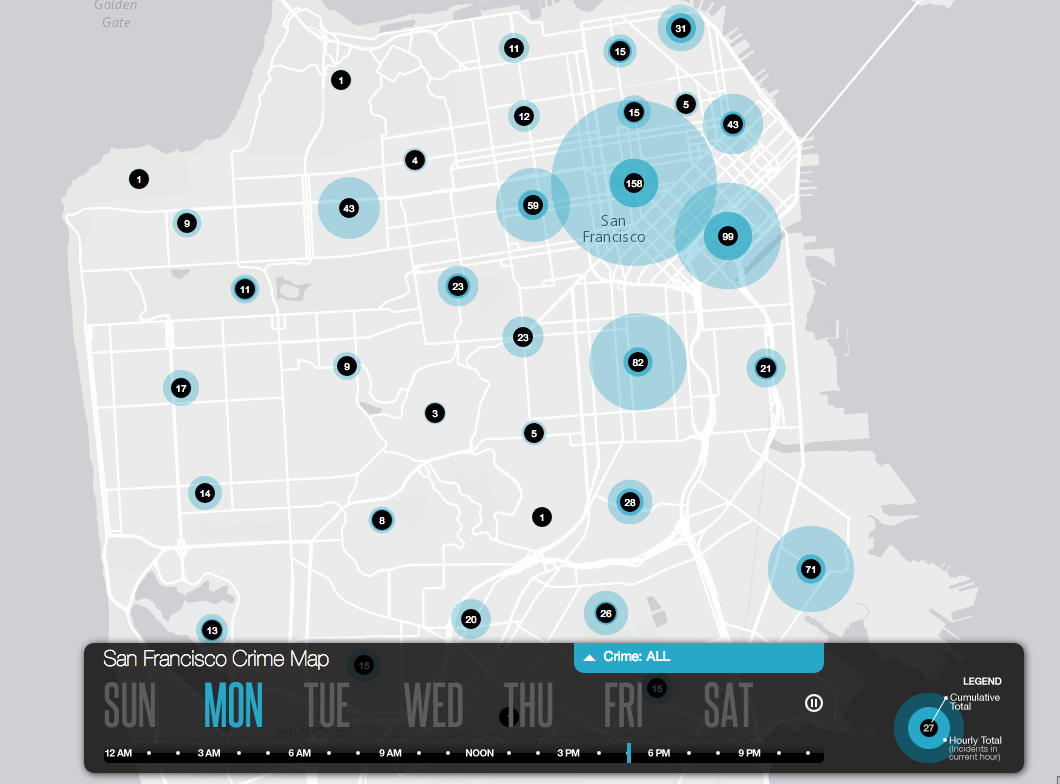 Golden
Gate
31
11
15
1
5
15
12
43
4
1
158
59
43
9
San
Francisco
99
23
11
23
82
9
21
17
3
5
14
28
1
8
71
26
20
13
San Francisco Crime Map
15
Crime: ALL
SUN
MON
TUE
WED
THU
FRI
15
SAT
LEGEND
Cumulative
Total
27
Hourly Total
(Incidents in
current hour)
San Francisco
12 AM
3 AM
6 AM
9 AM
NOON
3 PM
6 PM
9 PM